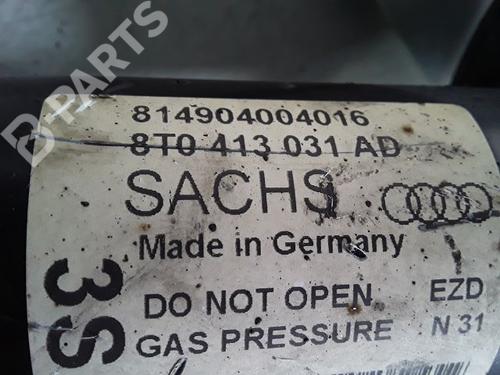 B-PARTS
814904004016
8T0 413 031 AD
SACHS
Made in Germany
3S
DO NOT OPEN EZD
GAS PRESSURE N 31